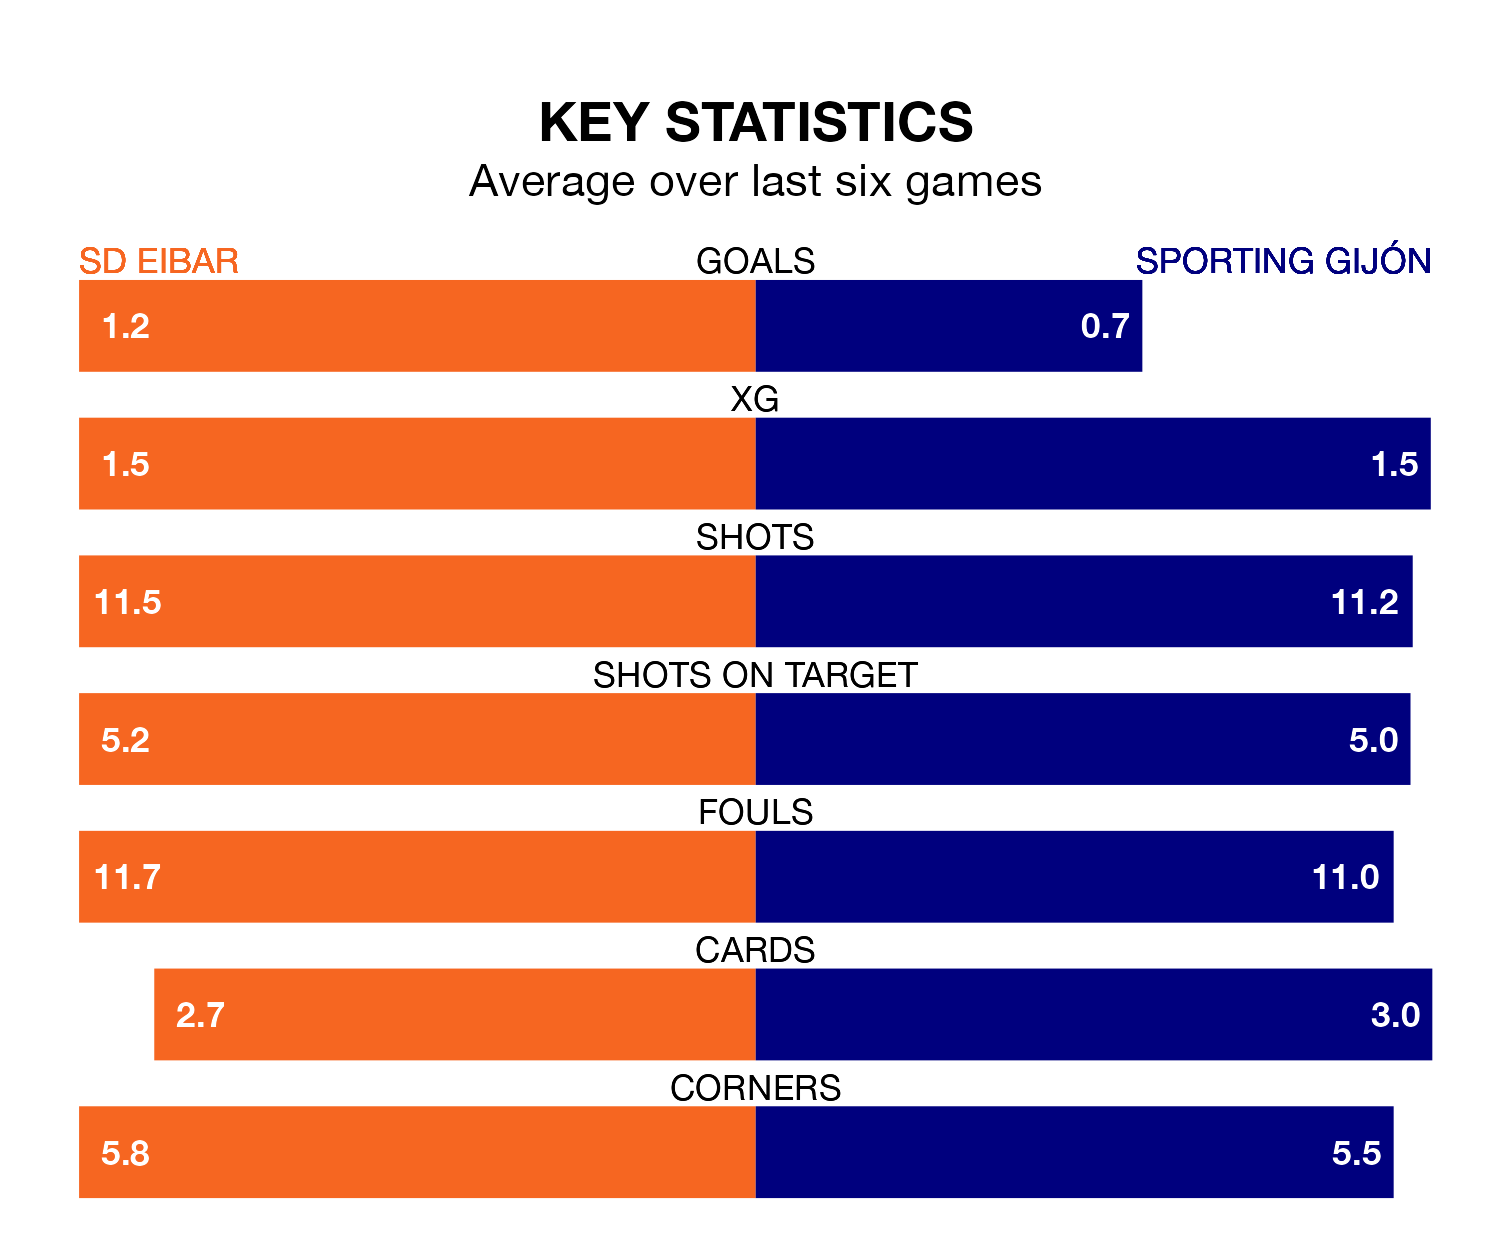 KEY STATISTICS
Average over last six games
SD EIBAR GOALS SPORTING GIJÓN
1.2 0.7
XG
1.5 1.5
SHOTS
11.5 11.2
SHOTS ON TARGET
5.2 5.0
FOULS
11.7 11.0
CARDS
2.7 3.0
CORNERS
5.8 5.5